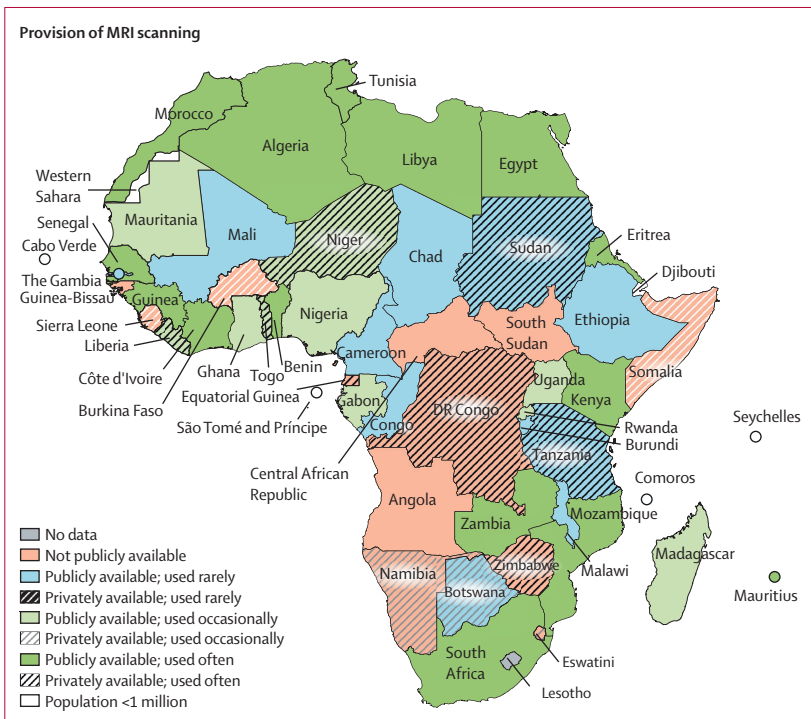 Provision of MRI scanning
Tunisia
Morocco
Algeria
Libya
Egypt
Western
Sahara
Mauritania
Mali
Niger
Chad
Sudan
Eritrea
Senegal
Cabo Verde
Djibouti
The Gambia
Guinea-Bissau
Guinea
Nigeria
Ethiopia
South
Sudan
Sierra Leone
Liberia
Cameroon
Somalia
Côte d'Ivoire
Ghana
Togo
Benin
Uganda
Kenya
Burkina Faso
Equatorial Guinea
Gabon
Congo
DR Congo
Rwanda
Burundi
Seychelles
São Tomé and Príncipe
Tanzania
Central African
Republic
Comoros
Angola
Zambia
Mozambique
Malawi
Madagascar
Mauritius
Namibia
Zimbabwe
Botswana
South
Africa
Eswatini
Lesotho
No data
Not publicly available
Publicly available; used rarely
Privately available; used rarely
Publicly available; used occasionally
Privately available; used occasionally
Publicly available; used often
Privately available; used often
Population <1 million